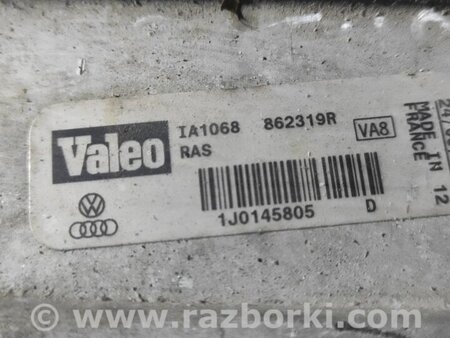 Valeo
IA1068 862319R VA8
RAS
1J0145805 D
MADE IN
FRANCE 12
www.razborki.com